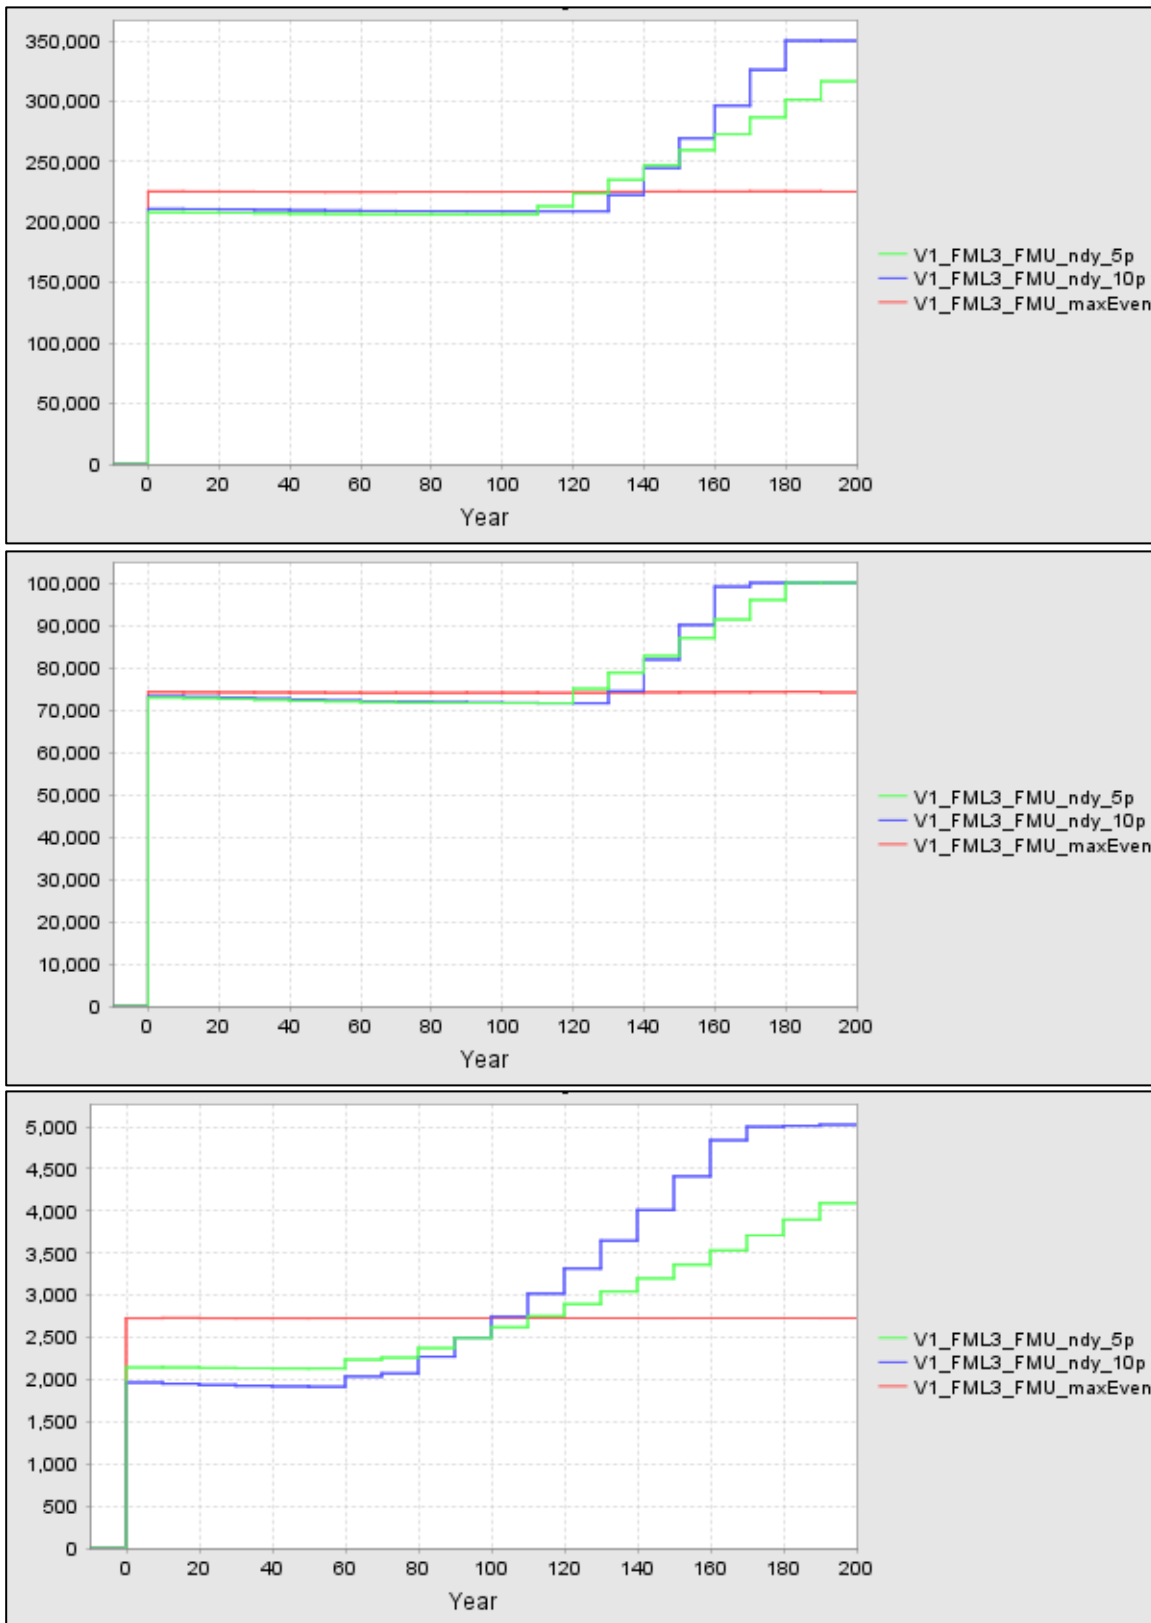 350,000
300,000
250,000
200,000
150,000
100,000
50,000
0
0 20 40 60 80 100 120 140 160 180 200
Year
V1_FML3_FMU_ndy_5p
V1_FML3_FMU_ndy_10p
V1_FML3_FMU_maxEven
100,000
90,000
80,000
70,000
60,000
50,000
40,000
30,000
20,000
10,000
0
0 20 40 60 80 100 120 140 160 180 200
Year
V1_FML3_FMU_ndy_5p
V1_FML3_FMU_ndy_10p
V1_FML3_FMU_maxEven
5,000
4,500
4,000
3,500
3,000
2,500
2,000
1,500
1,000
500
0
0 20 40 60 80 100 120 140 160 180 200
Year
V1_FML3_FMU_ndy_5p
V1_FML3_FMU_ndy_10p
V1_FML3_FMU_maxEven